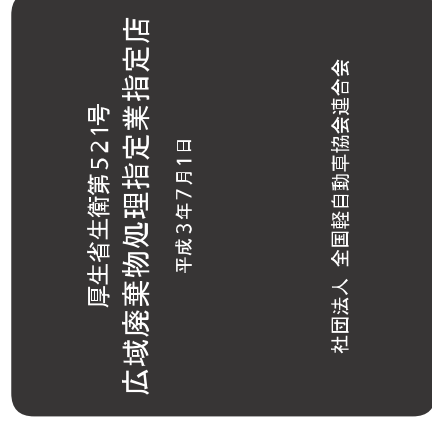 厚生省生衛第521号
広域廃棄物処理指定業指定店
平成3年7月1日
社団法人 全国軽自動車協会連合会